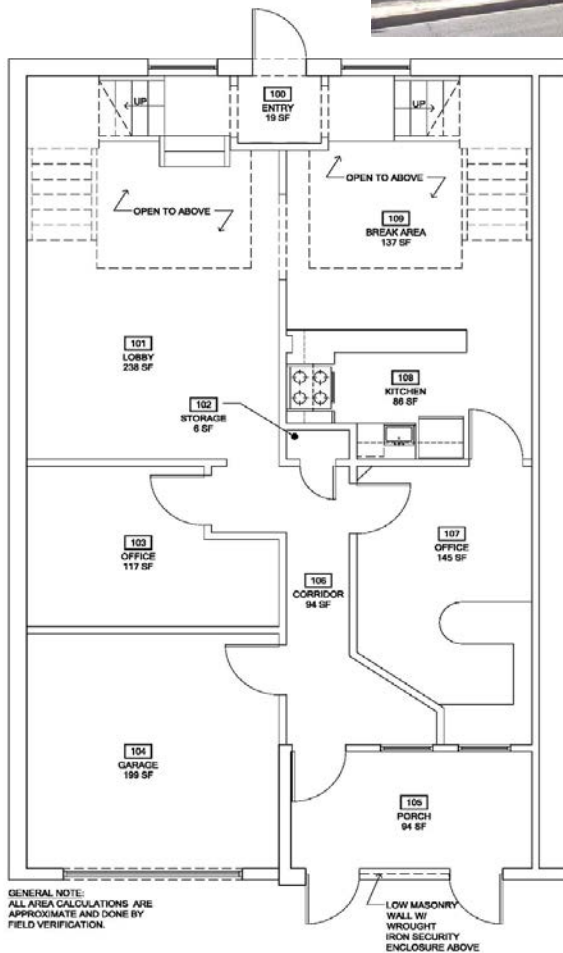 100
ENTRY
19 SF
UP
UP
OPEN TO ABOVE
OPEN TO ABOVE
109
BREAK AREA
137 SF
101
LOBBY
238 SF
108
KITCHEN
86 SF
102
STORAGE
6 SF
103
OFFICE
117 SF
107
OFFICE
145 SF
106
CORRIDOR
94 SF
104
GARAGE
199 SF
105
PORCH
94 SF
GENERAL NOTE:
ALL AREA CALCULATIONS ARE
APPROXIMATE AND DONE BY
FIELD VERIFICATION.
LOW MASONRY
WALL W/
WROUGHT
IRON SECURITY
ENCLOSURE ABOVE